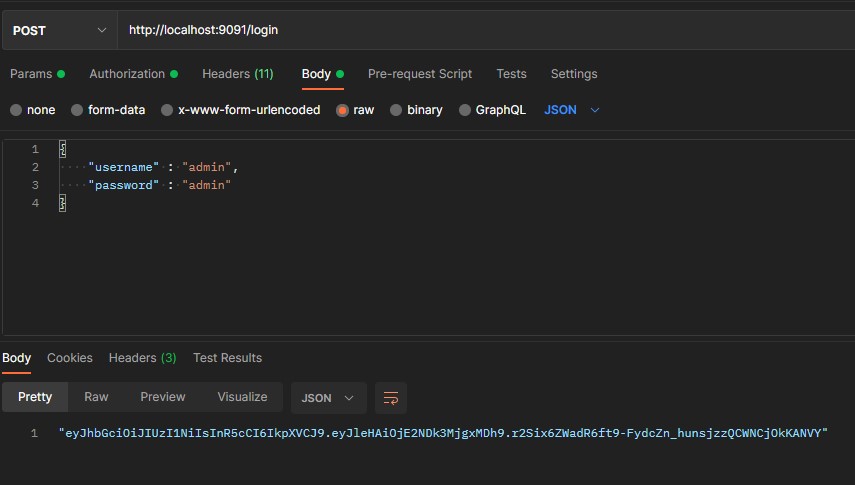 POST http://localhost:9091/login
Params Authorization Headers (11) Body Pre-request Script Tests Settings
none form-data x-www-form-urlencoded raw binary GraphQL JSON
1 {
2 ····"username"·:·"admin",
3 ····"password"·:·"admin"
4 }
Body Cookies Headers (3) Test Results
Pretty Raw Preview Visualize JSON
1 "eyJhbGciOiJIUzI1NiIsInR5cCI6IkpXVCJ9.eyJleHAiOjE2NDk3MjgxMDh9.r2Six6ZWadR6ft9-FydcZn_hunsjzzQCWNCjOkKANVY"